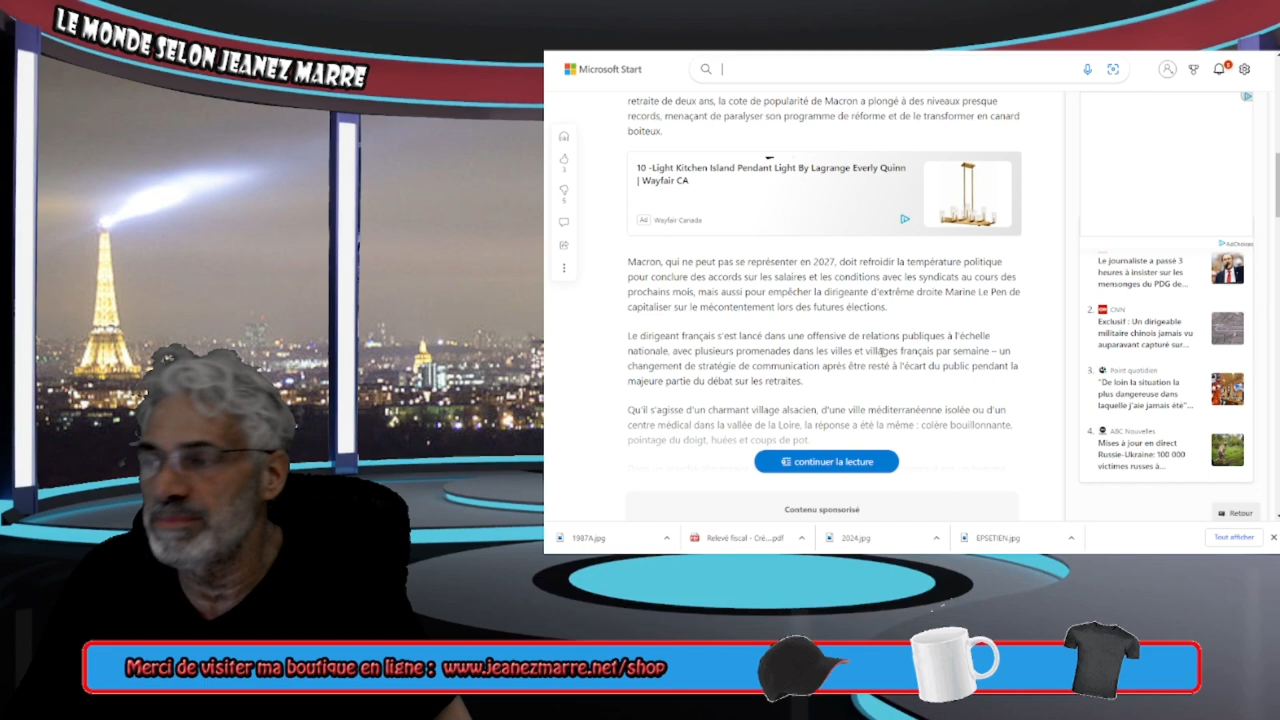 LE MONDE SELON JEANEZ MARRE
Microsoft Start
8
retraite de deux ans, la cote de popularité de Macron a plongé à des niveaux presque
records, menaçant de paralyser son programme de réforme et de le transformer en canard
boiteux.
10 -Light Kitchen Island Pendant Light By Lagrange Everly Quinn
| Wayfair CA
Ad Wayfair Canada
3
6
Macron, qui ne peut pas se représenter en 2027, doit refroidir la température politique
pour conclure des accords sur les salaires et les conditions avec les syndicats au cours des
prochains mois, mais aussi pour empêcher la dirigeante d'extrême droite Marine Le Pen de
capitaliser sur le mécontentement lors des futures élections.
Le dirigeant français s'est lancé dans une offensive de relations publiques à l'échelle
nationale, avec plusieurs promenades dans les villes et villages français par semaine – un
changement de stratégie de communication après être resté à l'écart du public pendant la
majeure partie du débat sur les retraites.
Qu'il s'agisse d'un charmant village alsacien, d'une ville méditerranéenne isolée ou d'un
centre médical dans la vallée de la Loire, la réponse a été la même : colère bouillonnante,
pointage du doigt, huées et coups de pot.
continuer la lecture
Contenu sponsorisé
AdChoices
Le journaliste a passé 3
heures à insister sur les
mensonges du PDG de...
2. CNN
Exclusif : Un dirigeable
militaire chinois jamais vu
auparavant capturé sur...
3. Point quotidien
"De loin la situation la
plus dangereuse dans
laquelle j'aie jamais été"...
4. ABC Nouvelles
Mises à jour en direct
Russie-Ukraine: 100 000
victimes russes à...
Retour
1987A.jpg
Relevé fiscal - Cré....pdf
2024.jpg
EPSETIEN.jpg
Tout afficher
Merci de visiter ma boutique en ligne : www.jeanezmarre.net/shop